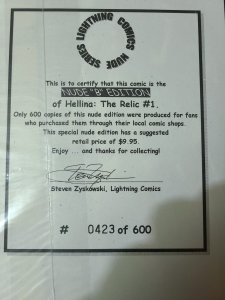 LIGHTNING COMICS NUDE SERIES
This is to certify that this comic is the
NUDE "B" EDITION
of Hellina: The Relic #1.
Only 600 copies of this nude edition were produced for fans
who purchased them through their local comic shops.
This special nude edition has a suggested
retail price of $9.95.
Enjoy ... and thanks for collecting!
Steven Zyskowski, Lightning Comics
# 0423 of 600